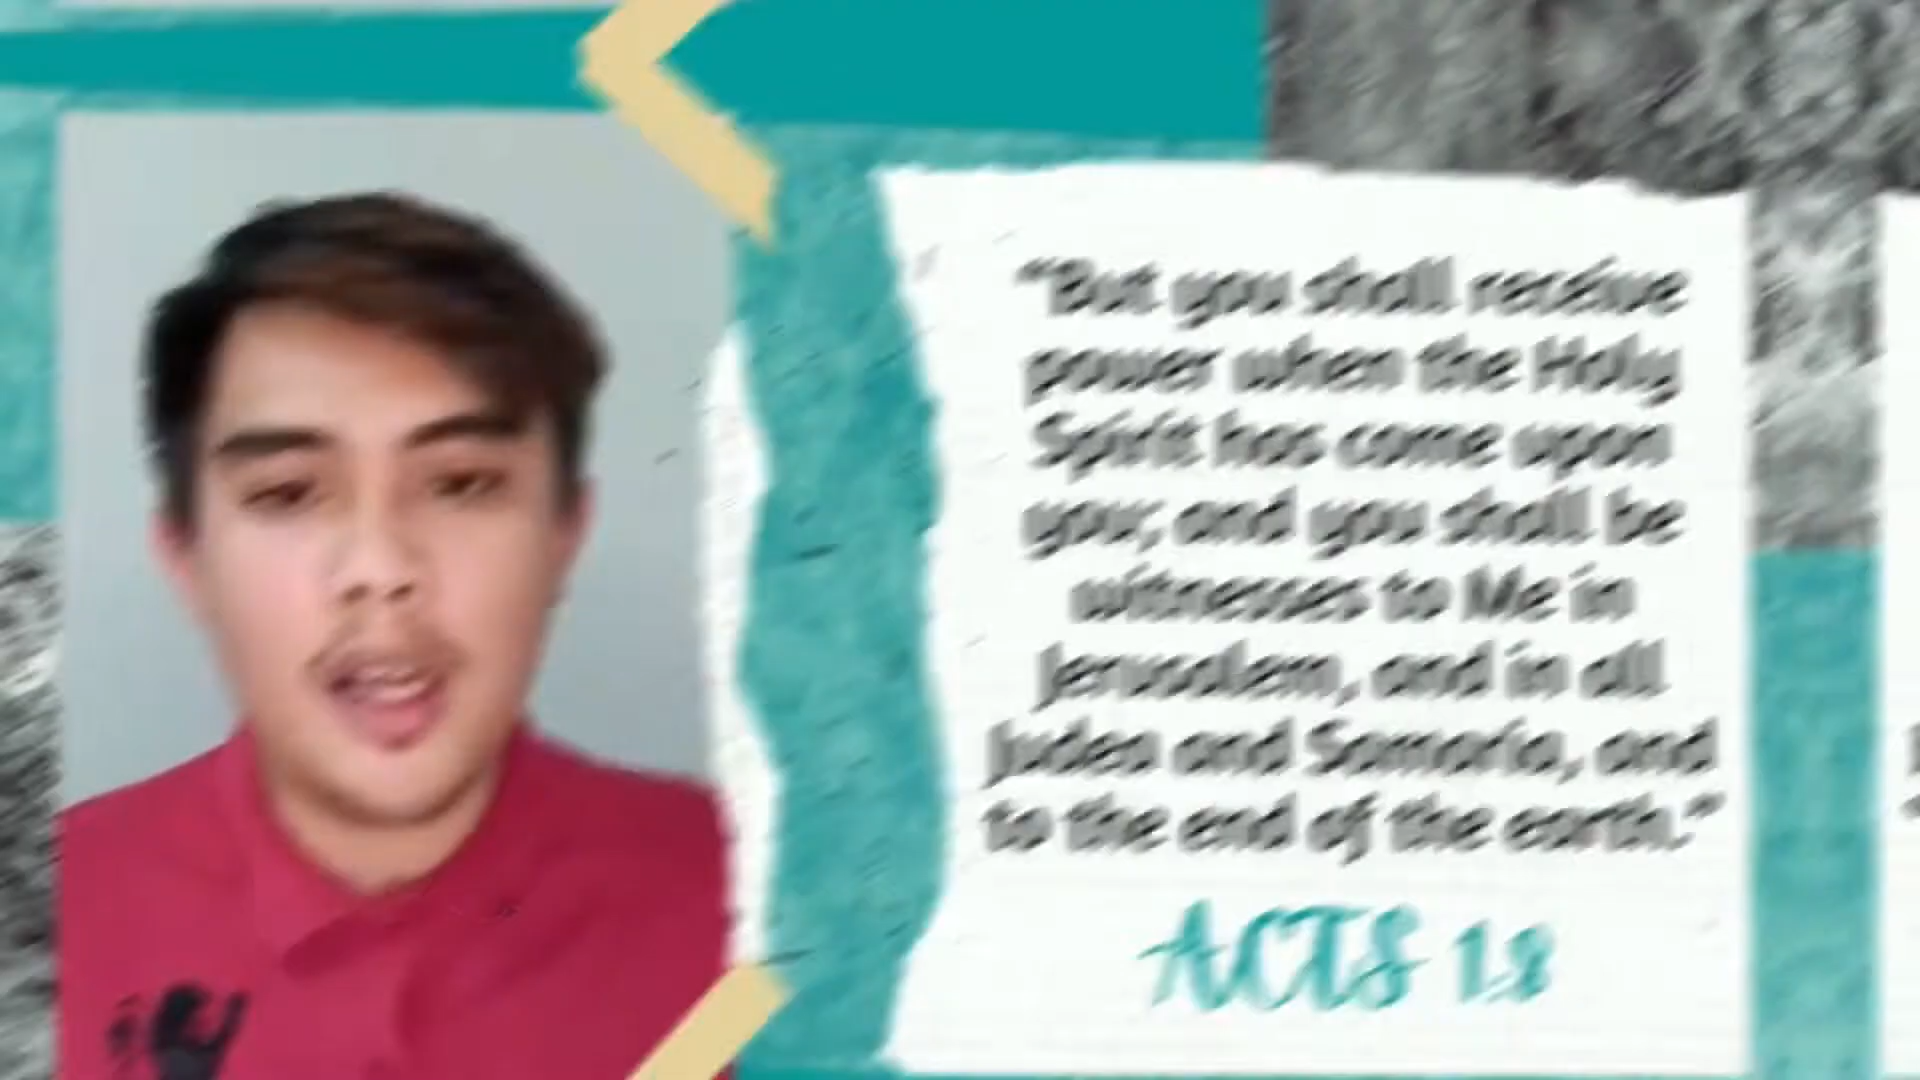 “But you shall receive
power when the Holy
Spirit has come upon
you; and you shall be
witnesses to Me in
Jerusalem, and in all
Judea and Samaria, and
to the end of the earth.”
ACTS 1:8